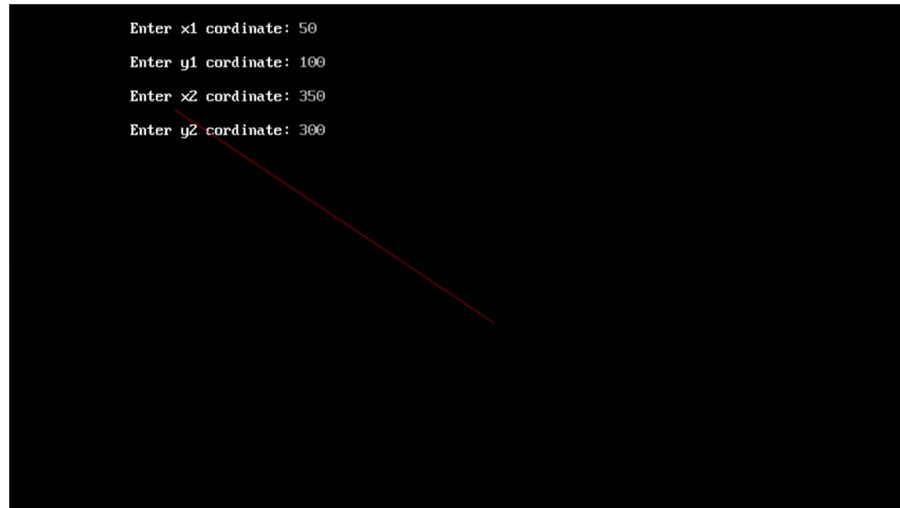 Enter x1 cordinate: 50
Enter y1 cordinate: 100
Enter x2 cordinate: 350
Enter y2 cordinate: 300